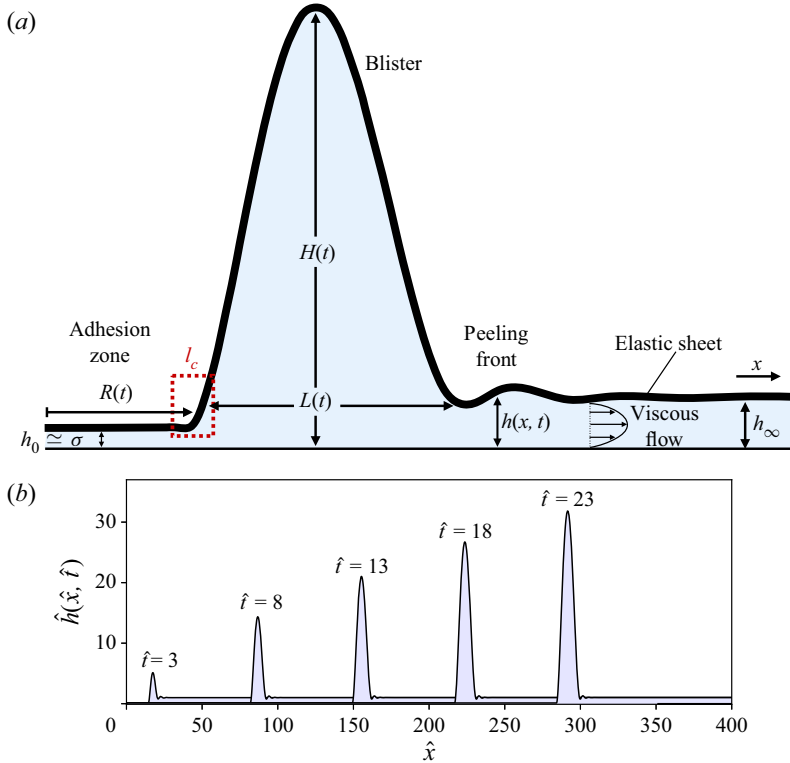 (a)
Blister
H(t)
Adhesion
zone
l_c
R(t)
L(t)
h_0 ≃ σ
Peeling
front
Elastic sheet
x
h(x, t)
Viscous
flow
h_∞
(b)
ĥ(x̂, t̂)
30
20
10
t̂ = 3
t̂ = 8
t̂ = 13
t̂ = 18
t̂ = 23
0
50
100
150
200
250
300
350
400
x̂